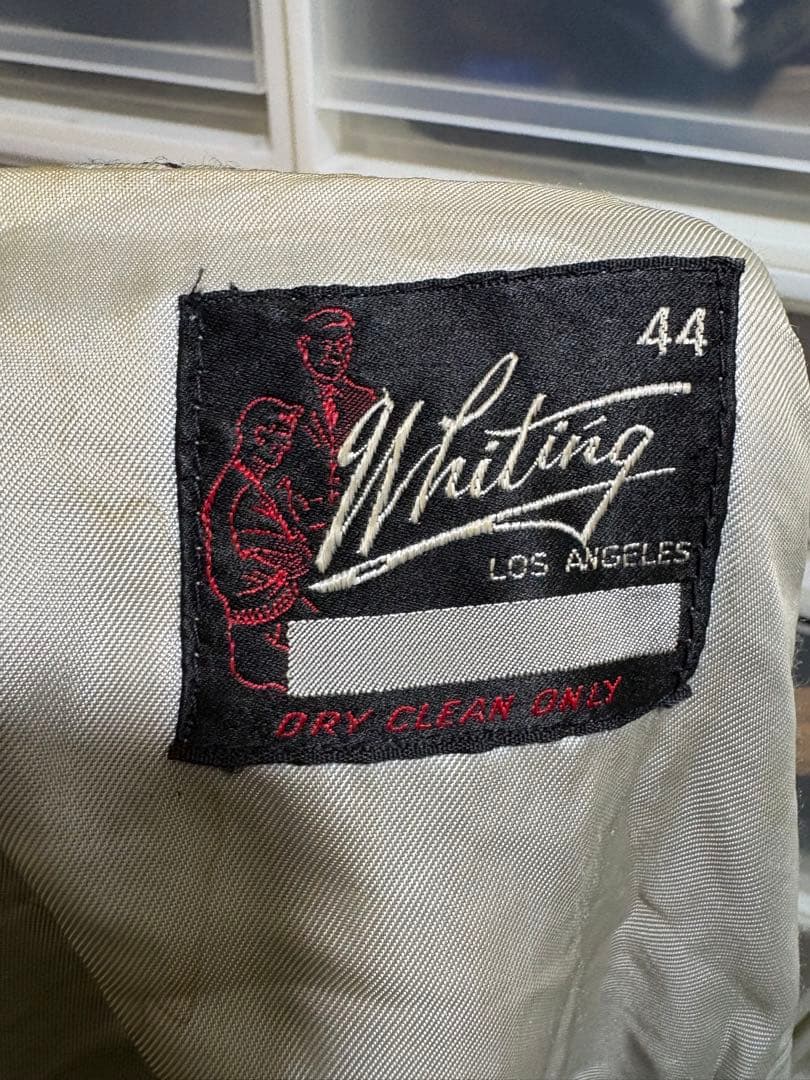 44
Whiting
LOS ANGELES
DRY CLEAN ONLY